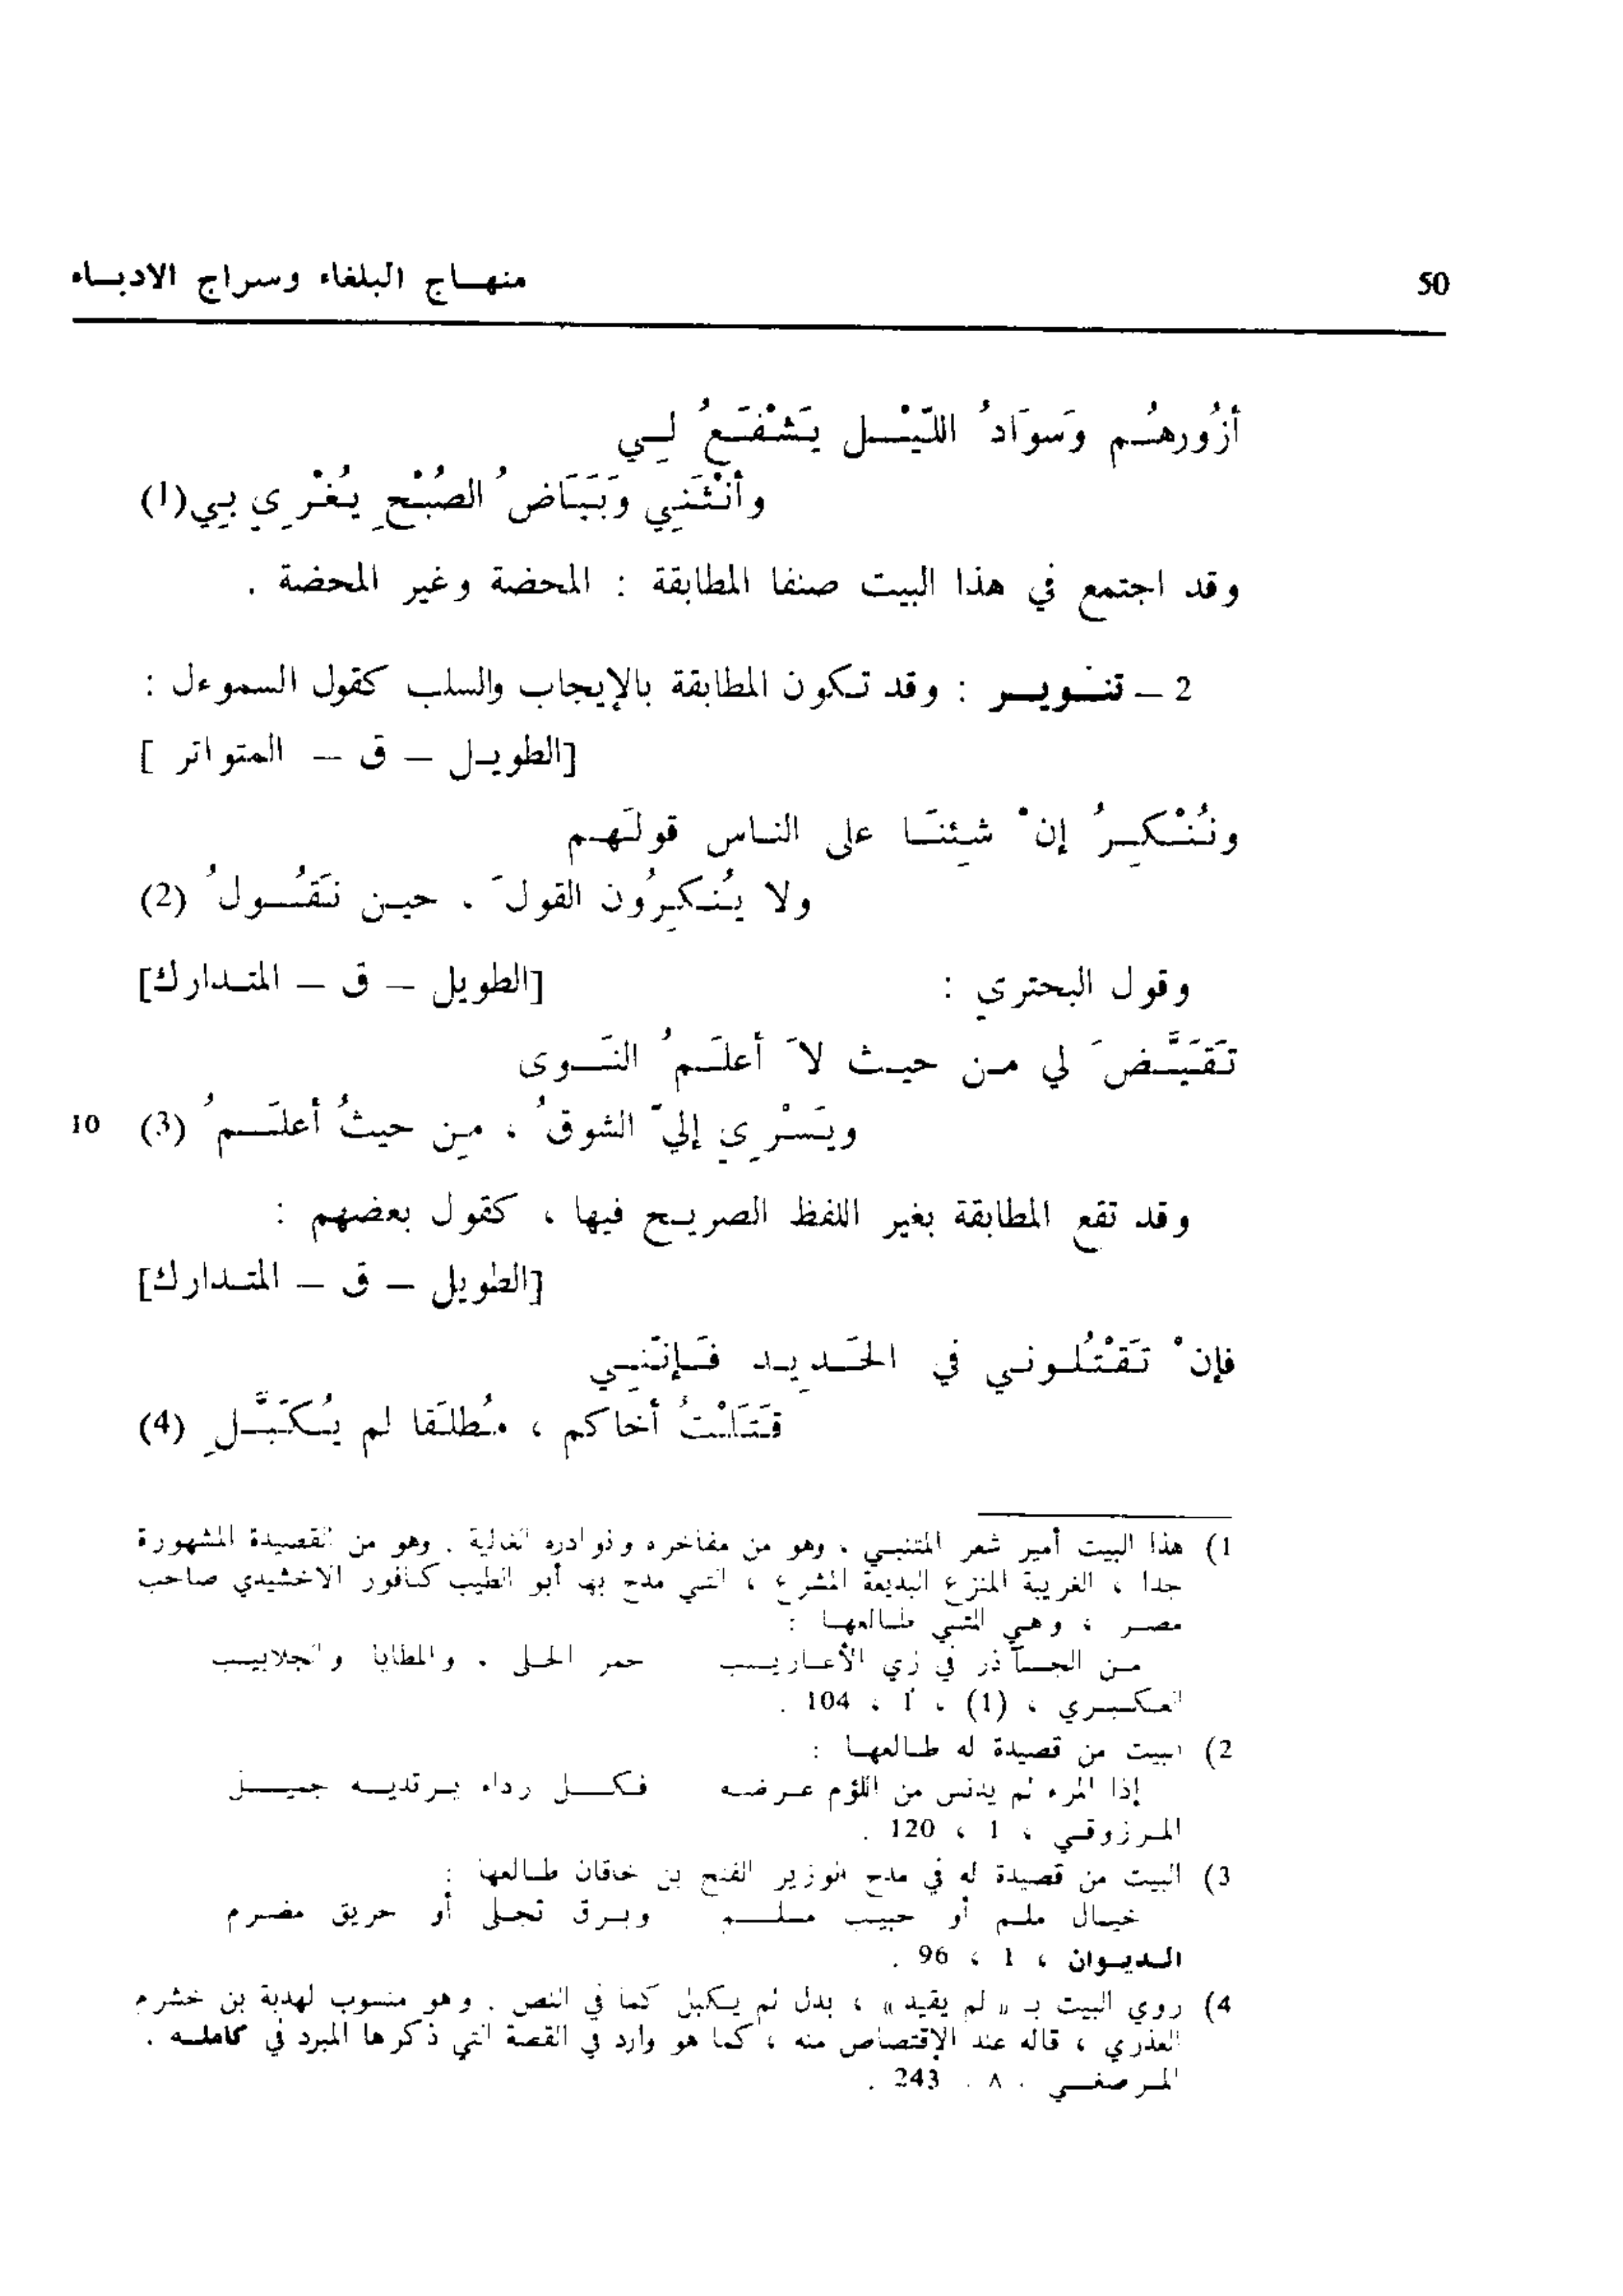 50
منهاج البلغاء وسراج الادباء
أزُورهُم وَسوَادُ اللّيْل يَشْفَعُ لِي
وأنْثَنِي وَبَيَاضُ الصُبْحِ يُغْرِي بِي(1)
وقد اجتمع في هذا البيت صنفا المطابقة : المحضة وغير المحضة .
2 – تنوير : وقد تكون المطابقة بالإيجاب والسلب كقول السموءل :
[الطويل – ق – المتواتر ]
ونُنْكِرُ إنْ شِئنَا على الناس قولَهم
ولا يُنكِرُون القولَ ، حين نَقُولُ (2)
وقول البحتري :
[الطويل – ق – المتدارك]
تَقَيَّضَ لي من حيث لاَ أعلَمُ النَوى
ويَسْرِي إليّ الشوقُ ، مِن حيثُ أعلَمُ (3)
10
وقد تقع المطابقة بغير اللفظ الصريح فيها ، كقول بعضهم :
[الطويل – ق – المتدارك]
فإنْ تَقْتُلوني في الحَدِيد فَإنّنِي
قَتَلْتُ أخاكم ، مُطلَقا لم يُكَبَّلِ (4)
1) هذا البيت أمير شعر المتنبي ، وهو من مفاخره ونوادره الغالية . وهو من القصيدة المشهورة
جدا ، الغريبة المنزع البديعة المشرع ، التي مدح بها أبو الطيب كافور الاخشيدي صاحب
مصر ، وهي التي طالعها :
من الجآذر في زي الأعاريب حمر الحلى ، والمطايا والجلابيب
العكبري ، (1) ، 1 ، 104 .
2) البيت من قصيدة له طالعها :
إذا المرء لم يدنس من اللؤم عرضه فكل رداء يرتديه جميل
المرزوقي ، 1 ، 120 .
3) البيت من قصيدة له في مدح الوزير الفتح بن خاقان طالعها :
خيال ملم أو حبيب مسلم وبرق تجلى أو حريق مضرم
الديوان ، 1 ، 96 .
4) روي البيت بـ « لم يقيد » ، بدل لم يكبل كما في النص . وهو منسوب لهدبة بن خشرم
العذري ، قاله عند الإقتصاص منه ، كما هو وارد في القصة التي ذكرها المبرد في كامله .
المرصفي ، ٨ ، 243 .